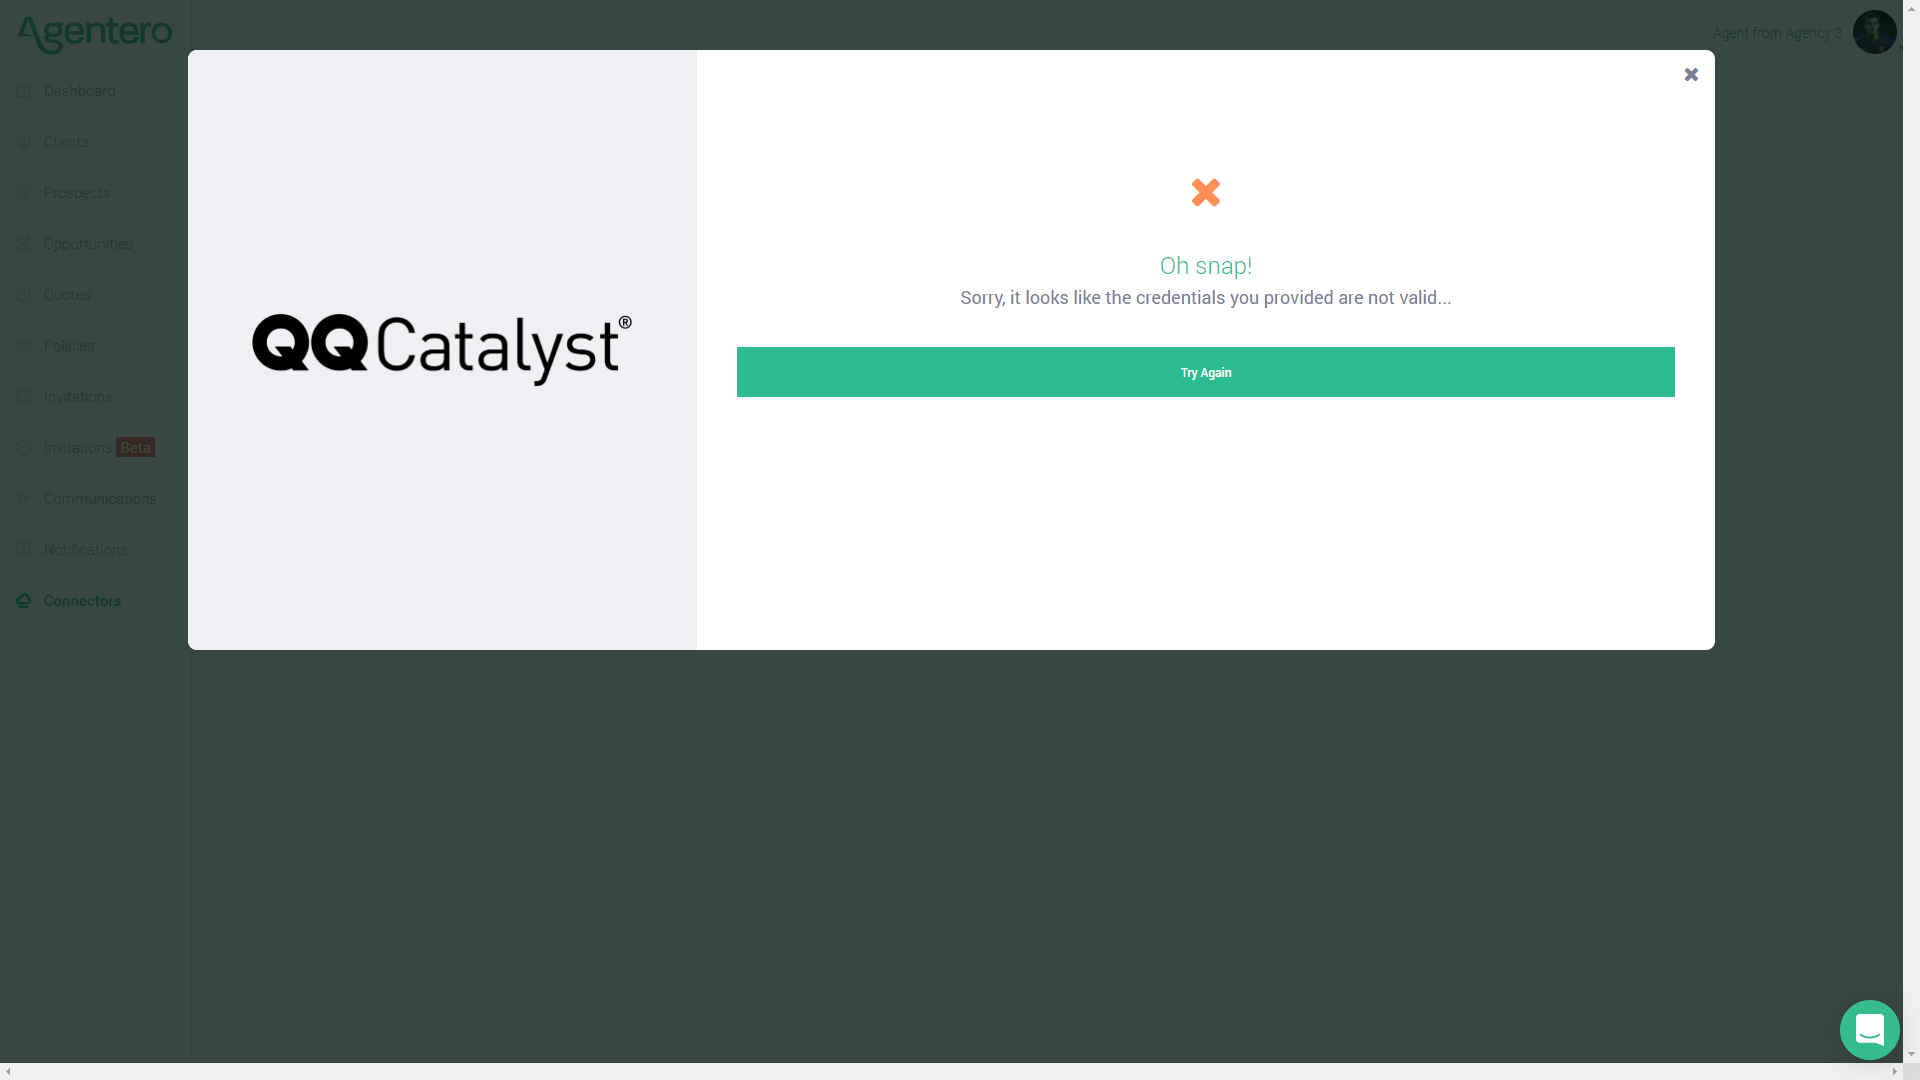 Agentero
Agent from Agency 3
Dashboard
Clients
Prospects
Opportunities
Quotes
Policies
Invitations
Invitations Beta
Communications
Notifications
Connectors
QQCatalyst®
Oh snap!
Sorry, it looks like the credentials you provided are not valid...
Try Again